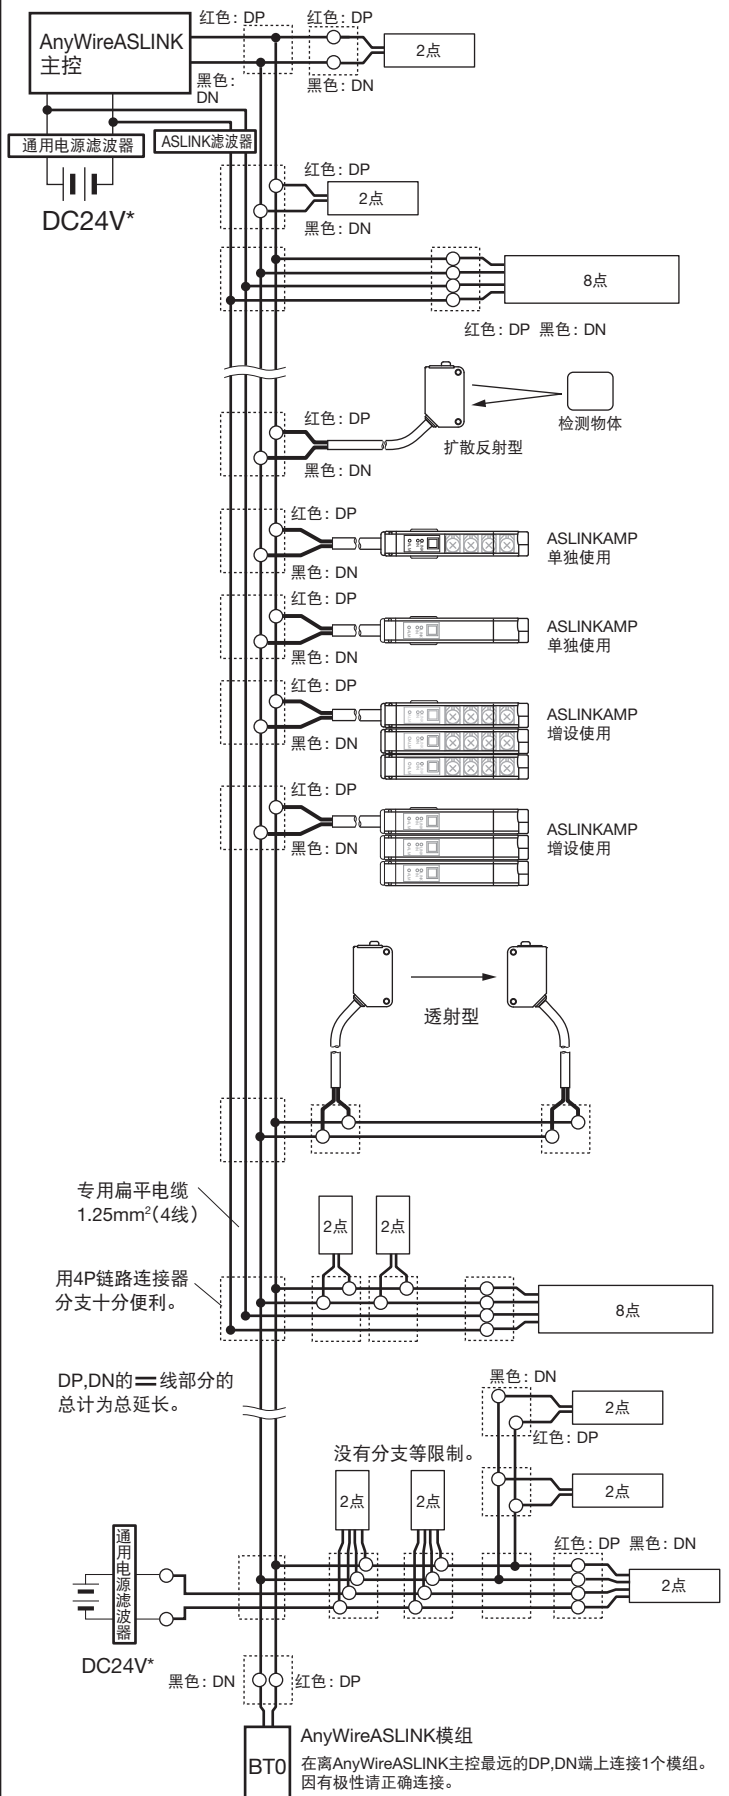 AnyWireASLINK
主控
红色: DP
红色: DP
2点
黑色:
DN
黑色: DN
通用电源滤波器
ASLINK滤波器
DC24V*
红色: DP
2点
黑色: DN
8点
红色: DP 黑色: DN
红色: DP
黑色: DN
扩散反射型
检测物体
红色: DP
黑色: DN
ASLINKAMP
单独使用
红色: DP
黑色: DN
ASLINKAMP
单独使用
红色: DP
黑色: DN
ASLINKAMP
增设使用
红色: DP
黑色: DN
ASLINKAMP
增设使用
透射型
专用扁平电缆
1.25mm²(4线)
2点
2点
用4P链路连接器
分支十分便利。
8点
DP,DN的＝线部分的
总计为总延长。
黑色: DN
2点
红色: DP
没有分支等限制。
2点
2点
2点
红色: DP 黑色: DN
2点
通用电源滤波器
DC24V*
黑色: DN
红色: DP
BT0
AnyWireASLINK模组
在离AnyWireASLINK主控最远的DP,DN端上连接1个模组。
因有极性请正确连接。